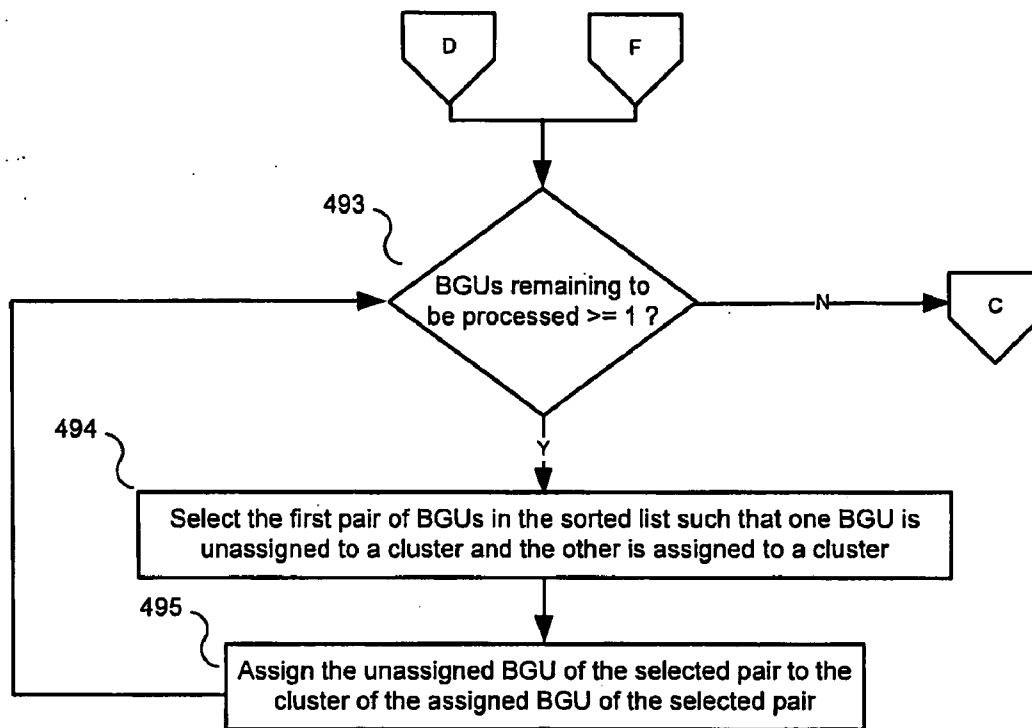 D
F
493
BGUs remaining to
be processed >= 1 ?
N
C
Y
494
Select the first pair of BGUs in the sorted list such that one BGU is
unassigned to a cluster and the other is assigned to a cluster
495
Assign the unassigned BGU of the selected pair to the
cluster of the assigned BGU of the selected pair